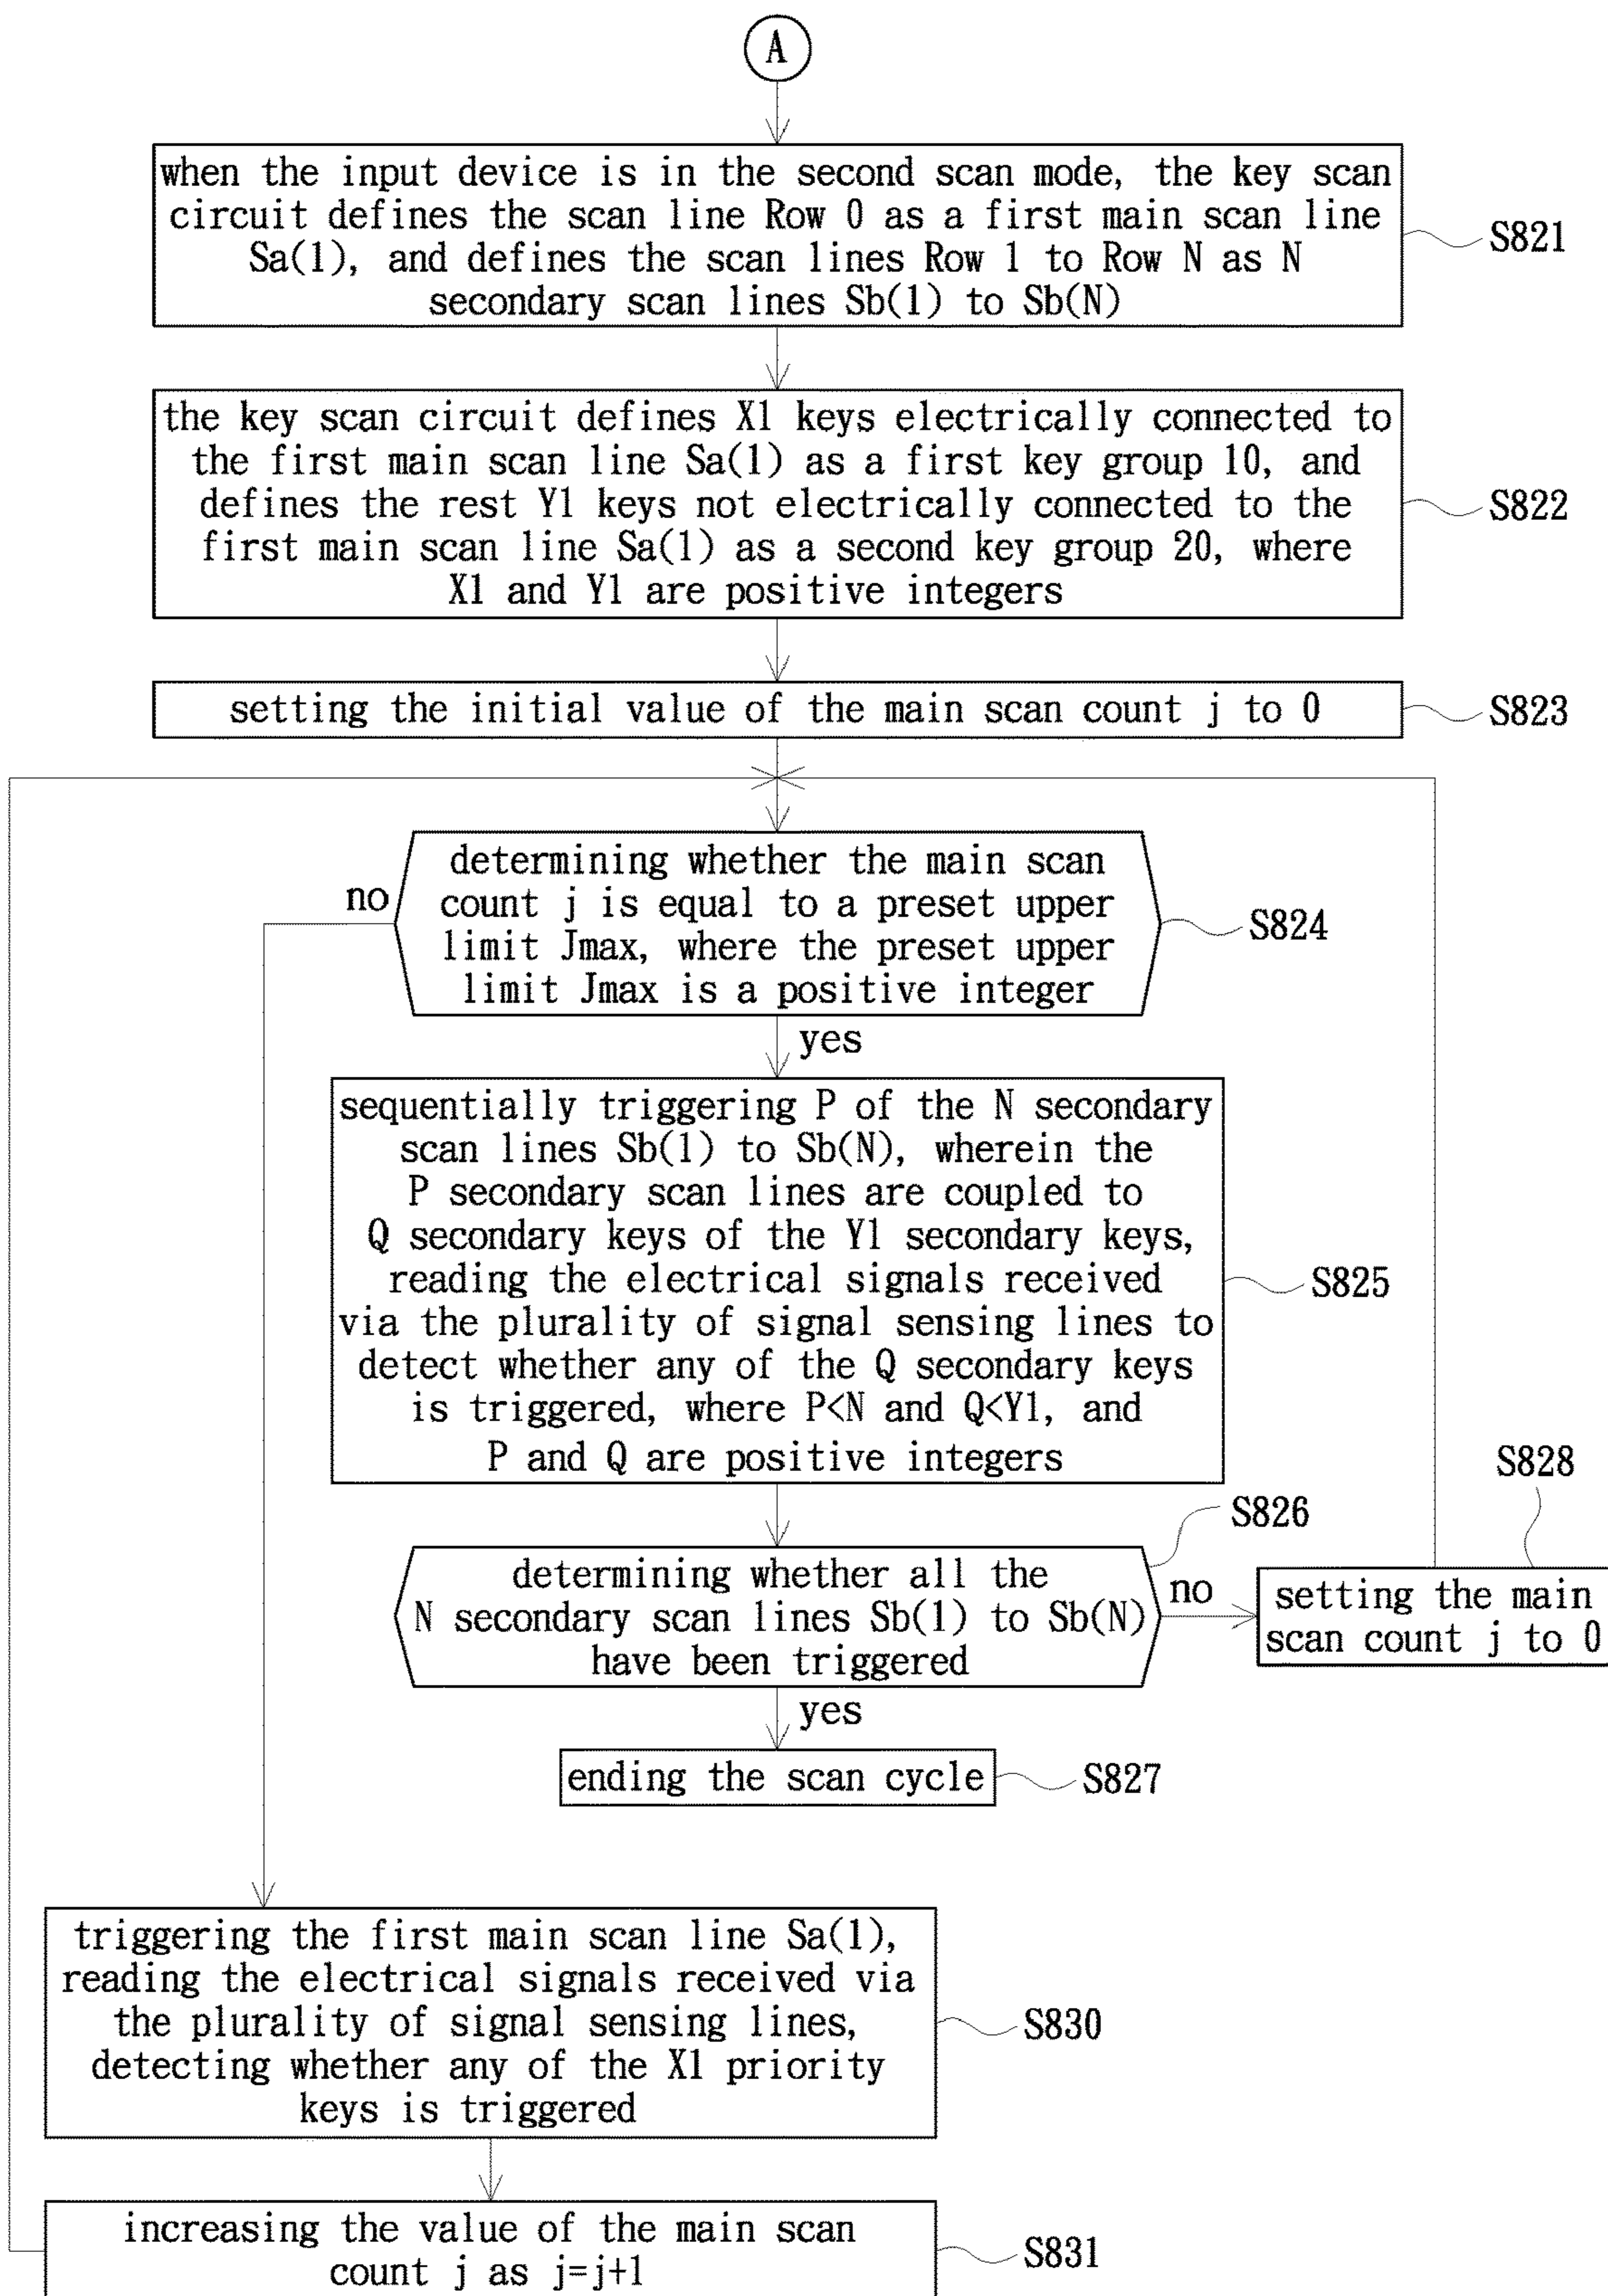 A
when the input device is in the second scan mode, the key scan
circuit defines the scan line Row 0 as a first main scan line
Sa(1), and defines the scan lines Row 1 to Row N as N
secondary scan lines Sb(1) to Sb(N)
S821
the key scan circuit defines X1 keys electrically connected to
the first main scan line Sa(1) as a first key group 10, and
defines the rest Y1 keys not electrically connected to the
first main scan line Sa(1) as a second key group 20, where
X1 and Y1 are positive integers
S822
setting the initial value of the main scan count j to 0
S823
determining whether the main scan
count j is equal to a preset upper
limit Jmax, where the preset upper
limit Jmax is a positive integer
no
S824
yes
sequentially triggering P of the N secondary
scan lines Sb(1) to Sb(N), wherein the
P secondary scan lines are coupled to
Q secondary keys of the Y1 secondary keys,
reading the electrical signals received
via the plurality of signal sensing lines to
detect whether any of the Q secondary keys
is triggered, where P<N and Q<Y1, and
P and Q are positive integers
S825
S828
S826
determining whether all the
N secondary scan lines Sb(1) to Sb(N)
have been triggered
no
setting the main
scan count j to 0
yes
ending the scan cycle
S827
triggering the first main scan line Sa(1),
reading the electrical signals received via
the plurality of signal sensing lines,
detecting whether any of the X1 priority
keys is triggered
S830
increasing the value of the main scan
count j as j=j+1
S831